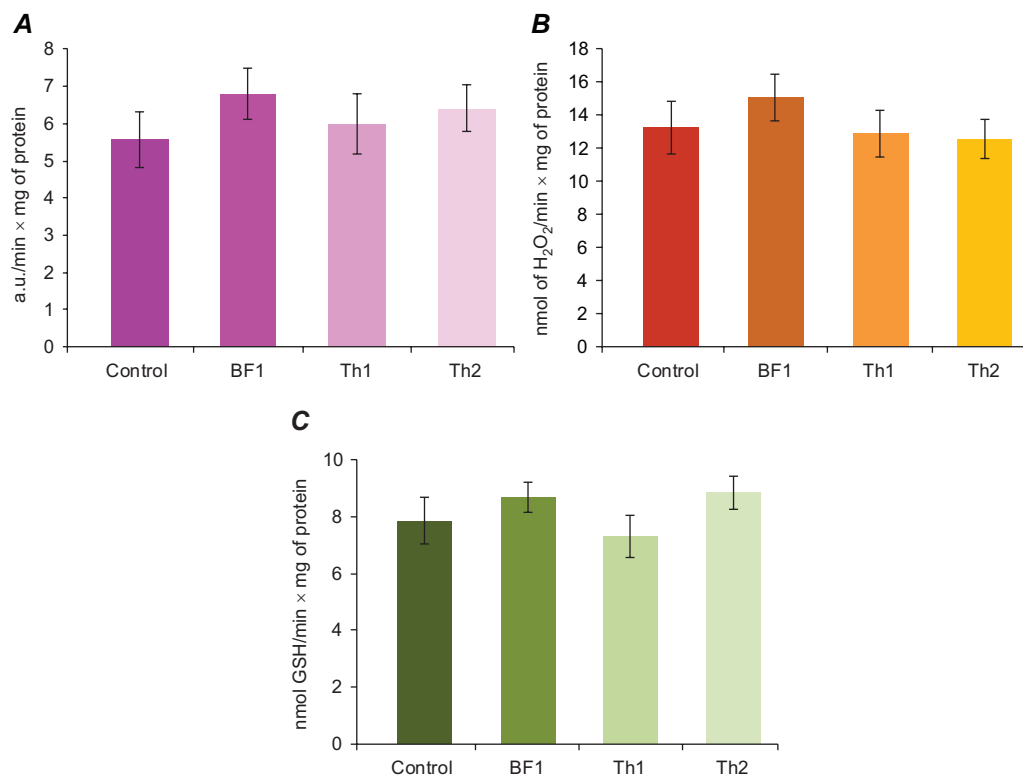 A
a.u./min × mg of protein
8
7
6
5
4
3
2
1
0
Control BF1 Th1 Th2
B
nmol of H₂O₂/min × mg of protein
18
16
14
12
10
8
6
4
2
0
Control BF1 Th1 Th2
C
nmol GSH/min × mg of protein
10
8
6
4
2
0
Control BF1 Th1 Th2